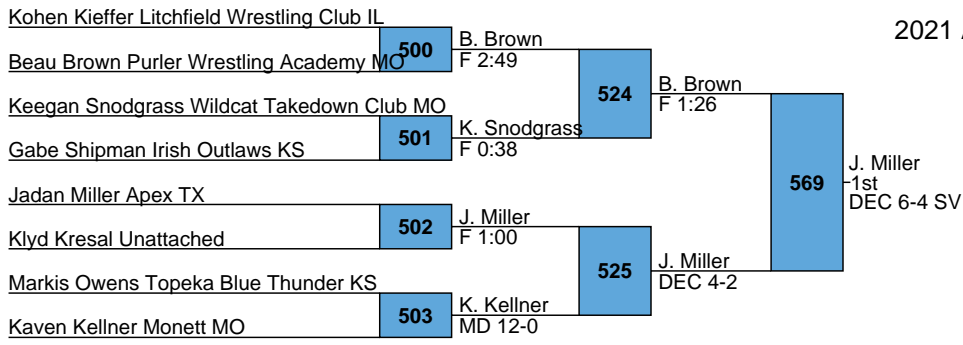 Kohen Kieffer Litchfield Wrestling Club IL
2021
500
B. Brown
F 2:49
Beau Brown Purler Wrestling Academy MO
524
B. Brown
F 1:26
Keegan Snodgrass Wildcat Takedown Club MO
501
K. Snodgrass
F 0:38
Gabe Shipman Irish Outlaws KS
569
J. Miller
1st
DEC 6-4 SV
Jadan Miller Apex TX
502
J. Miller
F 1:00
Klyd Kresal Unattached
525
J. Miller
DEC 4-2
Markis Owens Topeka Blue Thunder KS
503
K. Kellner
MD 12-0
Kaven Kellner Monett MO